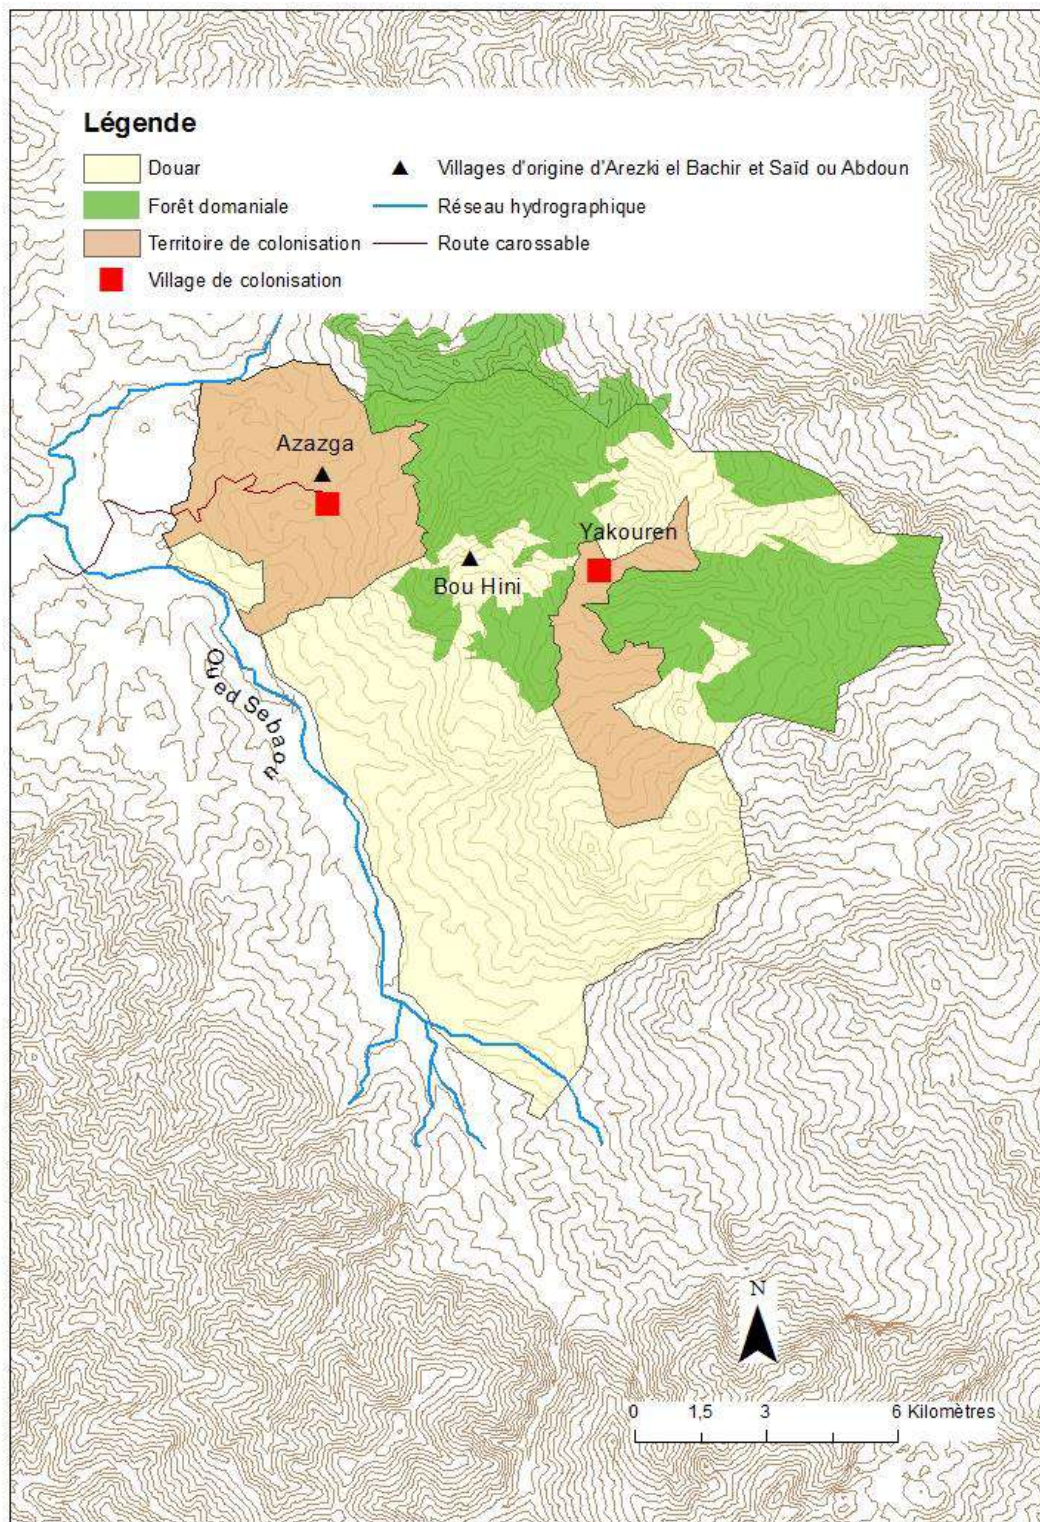 Légende
Douar
Forêt domaniale
Territoire de colonisation
Village de colonisation
Villages d'origine d'Arezki el Bachir et Saïd ou Abdoun
Réseau hydrographique
Route carossable
Azazga
Yakouren
Bou Hini
Oued Sebaou
N
0 1,5 3 6 Kilomètres